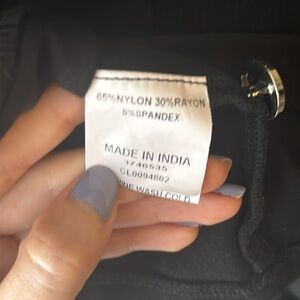 65%NYLON 30%RAYON
5%SPANDEX
MADE IN INDIA
3746535
CL0094802
WASH COLD